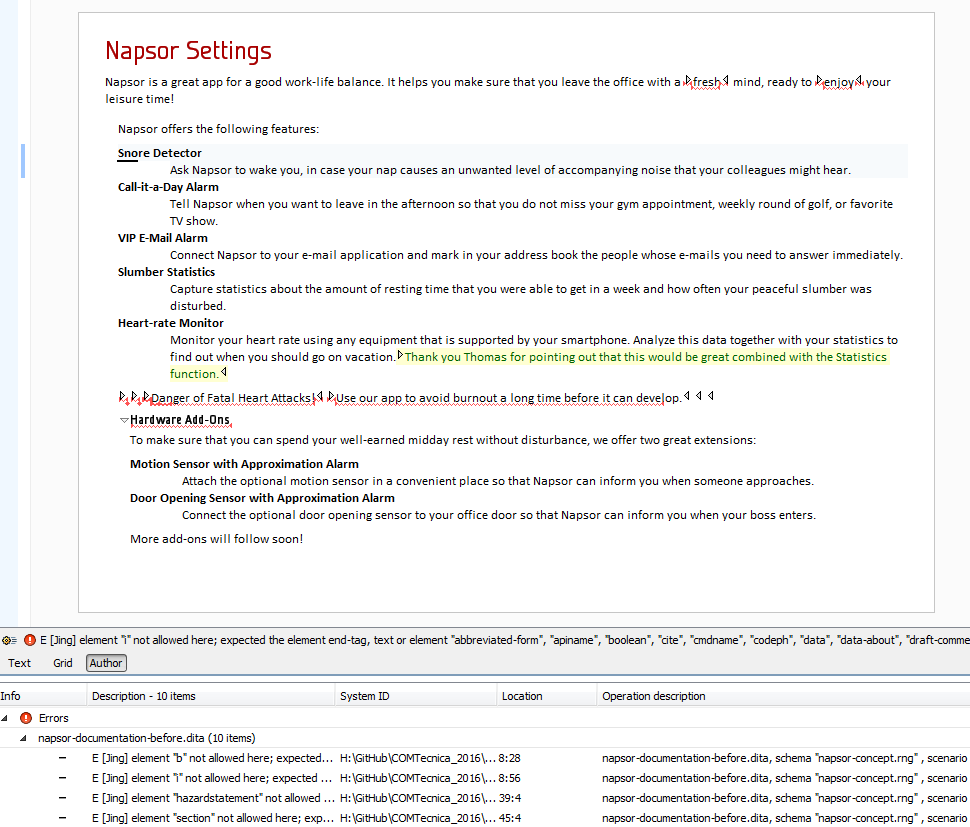 Napsor Settings
Napsor is a great app for a good work-life balance. It helps you make sure that you leave the office with a fresh mind, ready to enjoy your
leisure time!
Napsor offers the following features:
Snore Detector
Ask Napsor to wake you, in case your nap causes an unwanted level of accompanying noise that your colleagues might hear.
Call-it-a-Day Alarm
Tell Napsor when you want to leave in the afternoon so that you do not miss your gym appointment, weekly round of golf, or favorite
TV show.
VIP E-Mail Alarm
Connect Napsor to your e-mail application and mark in your address book the people whose e-mails you need to answer immediately.
Slumber Statistics
Capture statistics about the amount of resting time that you were able to get in a week and how often your peaceful slumber was
disturbed.
Heart-rate Monitor
Monitor your heart rate using any equipment that is supported by your smartphone. Analyze this data together with your statistics to
find out when you should go on vacation. Thank you Thomas for pointing out that this would be great combined with the Statistics
function.
Danger of Fatal Heart Attacks! Use our app to avoid burnout a long time before it can develop.
Hardware Add-Ons
To make sure that you can spend your well-earned midday rest without disturbance, we offer two great extensions:
Motion Sensor with Approximation Alarm
Attach the optional motion sensor in a convenient place so that Napsor can inform you when someone approaches.
Door Opening Sensor with Approximation Alarm
Connect the optional door opening sensor to your office door so that Napsor can inform you when your boss enters.
More add-ons will follow soon!
E [Jing] element "i" not allowed here; expected the element end-tag, text or element "abbreviated-form", "apiname", "boolean", "cite", "cmdname", "codeph", "data", "data-about", "draft-comme
Text Grid Author
Info Description - 10 items System ID Location Operation description
Errors
napsor-documentation-before.dita (10 items)
E [Jing] element "b" not allowed here; expected... H:\GitHub\COMTecnica_2016\... 8:28 napsor-documentation-before.dita, schema "napsor-concept.rng" , scenario
E [Jing] element "i" not allowed here; expected ... H:\GitHub\COMTecnica_2016\... 8:56 napsor-documentation-before.dita, schema "napsor-concept.rng" , scenario
E [Jing] element "hazardstatement" not allowed ... H:\GitHub\COMTecnica_2016\... 39:4 napsor-documentation-before.dita, schema "napsor-concept.rng" , scenario
E [Jing] element "section" not allowed here; exp... H:\GitHub\COMTecnica_2016\... 45:4 napsor-documentation-before.dita, schema "napsor-concept.rng" , scenario